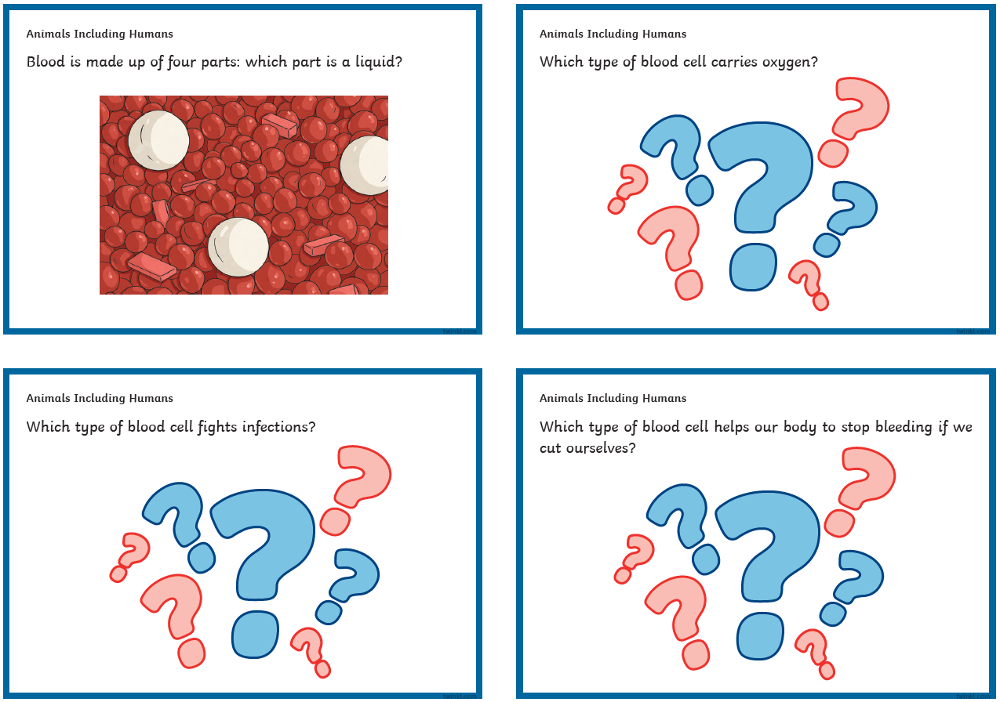 Animals Including Humans
Blood is made up of four parts: which part is a liquid?
twinkl.com
Animals Including Humans
Which type of blood cell carries oxygen?
twinkl.com
Animals Including Humans
Which type of blood cell fights infections?
twinkl.com
Animals Including Humans
Which type of blood cell helps our body to stop bleeding if we
cut ourselves?
twinkl.com